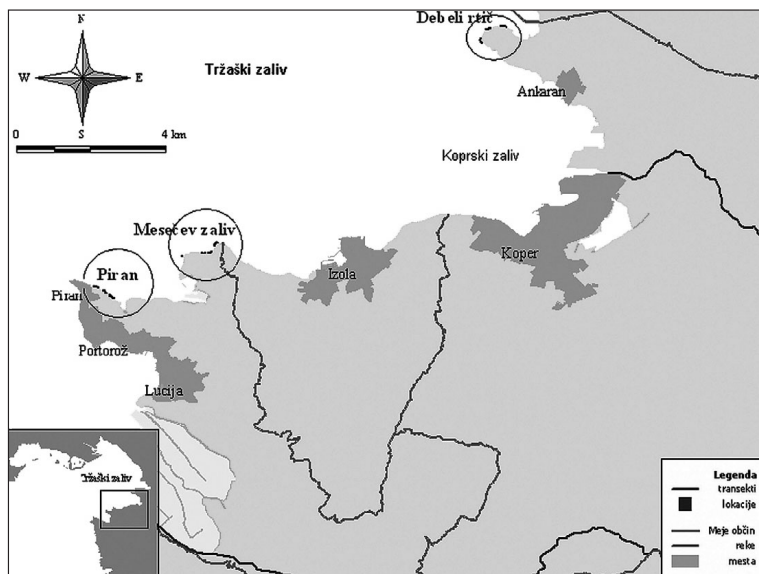 Debeli rtič
N
W E
S
Tržaški zaliv
0 4 km
Ankaran
Koprski zaliv
Mesečev zaliv
Koper
Izola
Piran
Piran
Portorož
Lucija
Tržaški zaliv
Legenda
transekti
lokacije
Meje občin
reke
mesta